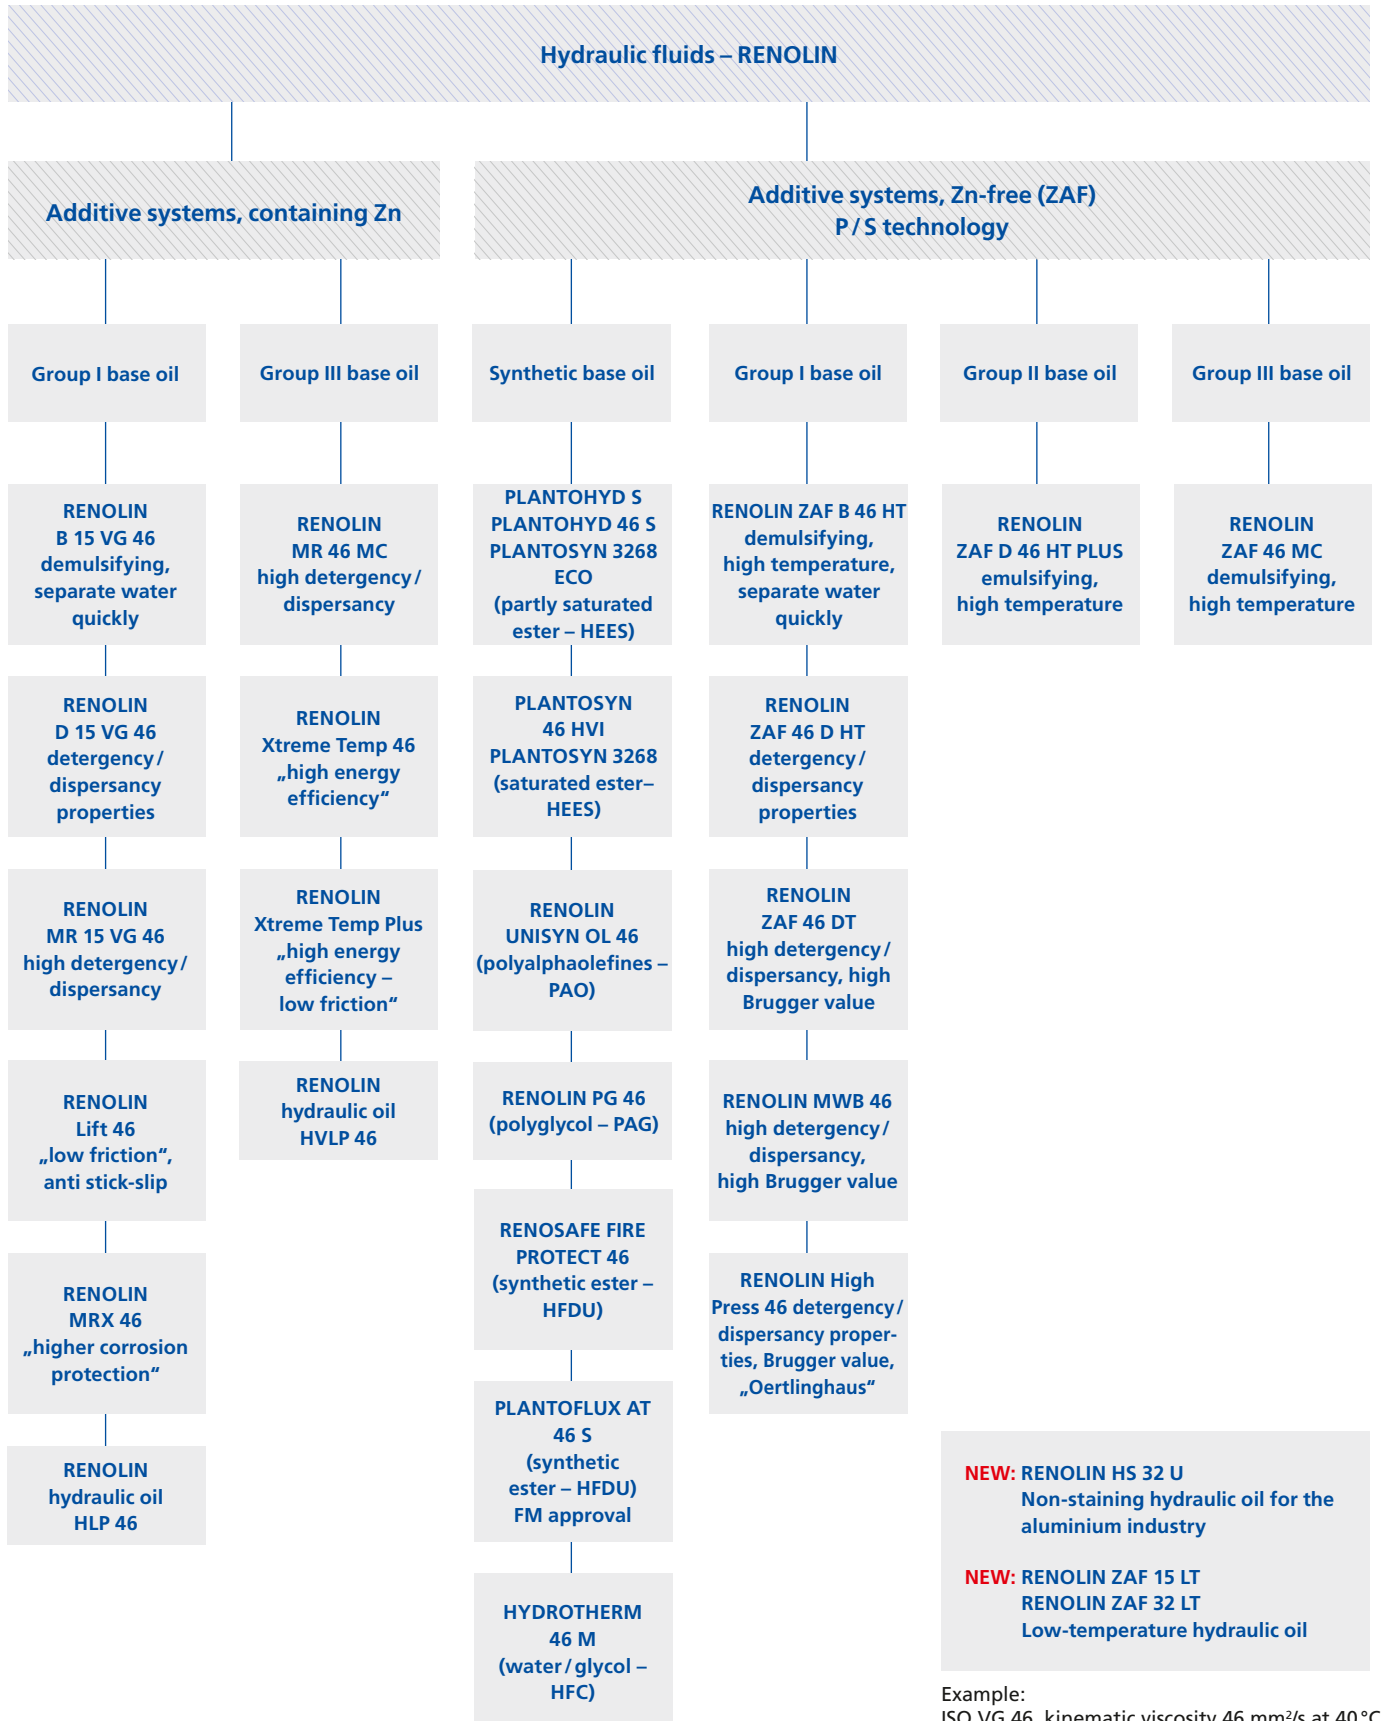 Hydraulic fluids – RENOLIN
Additive systems, containing Zn
Additive systems, Zn-free (ZAF)
P / S technology
Group I base oil
Group III base oil
Synthetic base oil
Group I base oil
Group II base oil
Group III base oil
RENOLIN
B 15 VG 46
demulsifying,
separate water
quickly
RENOLIN
D 15 VG 46
detergency /
dispersancy
properties
RENOLIN
MR 15 VG 46
high detergency /
dispersancy
RENOLIN
Lift 46
„low friction“,
anti stick-slip
RENOLIN
MRX 46
„higher corrosion
protection“
RENOLIN
hydraulic oil
HLP 46
RENOLIN
MR 46 MC
high detergency /
dispersancy
RENOLIN
Xtreme Temp 46
„high energy
efficiency“
RENOLIN
Xtreme Temp Plus
„high energy
efficiency –
low friction“
RENOLIN
hydraulic oil
HVLP 46
PLANTOHYD S
PLANTOHYD 46 S
PLANTOSYN 3268
ECO
(partly saturated
ester – HEES)
PLANTOSYN
46 HVI
PLANTOSYN 3268
(saturated ester–
HEES)
RENOLIN
UNISYN OL 46
(polyalphaolefines –
PAO)
RENOLIN PG 46
(polyglycol – PAG)
RENOSAFE FIRE
PROTECT 46
(synthetic ester –
HFDU)
PLANTOFLUX AT
46 S
(synthetic
ester – HFDU)
FM approval
HYDROTHERM
46 M
(water / glycol –
HFC)
RENOLIN ZAF B 46 HT
demulsifying,
high temperature,
separate water
quickly
RENOLIN
ZAF 46 D HT
detergency /
dispersancy
properties
RENOLIN
ZAF 46 DT
high detergency /
dispersancy, high
Brugger value
RENOLIN MWB 46
high detergency /
dispersancy,
high Brugger value
RENOLIN High
Press 46 detergency /
dispersancy proper-
ties, Brugger value,
„Oertlinghaus“
RENOLIN
ZAF D 46 HT PLUS
emulsifying,
high temperature
RENOLIN
ZAF 46 MC
demulsifying,
high temperature
NEW: RENOLIN HS 32 U
Non-staining hydraulic oil for the
aluminium industry
NEW: RENOLIN ZAF 15 LT
RENOLIN ZAF 32 LT
Low-temperature hydraulic oil
Example:
ISO VG 46, kinematic viscosity 46 mm²/s at 40 °C